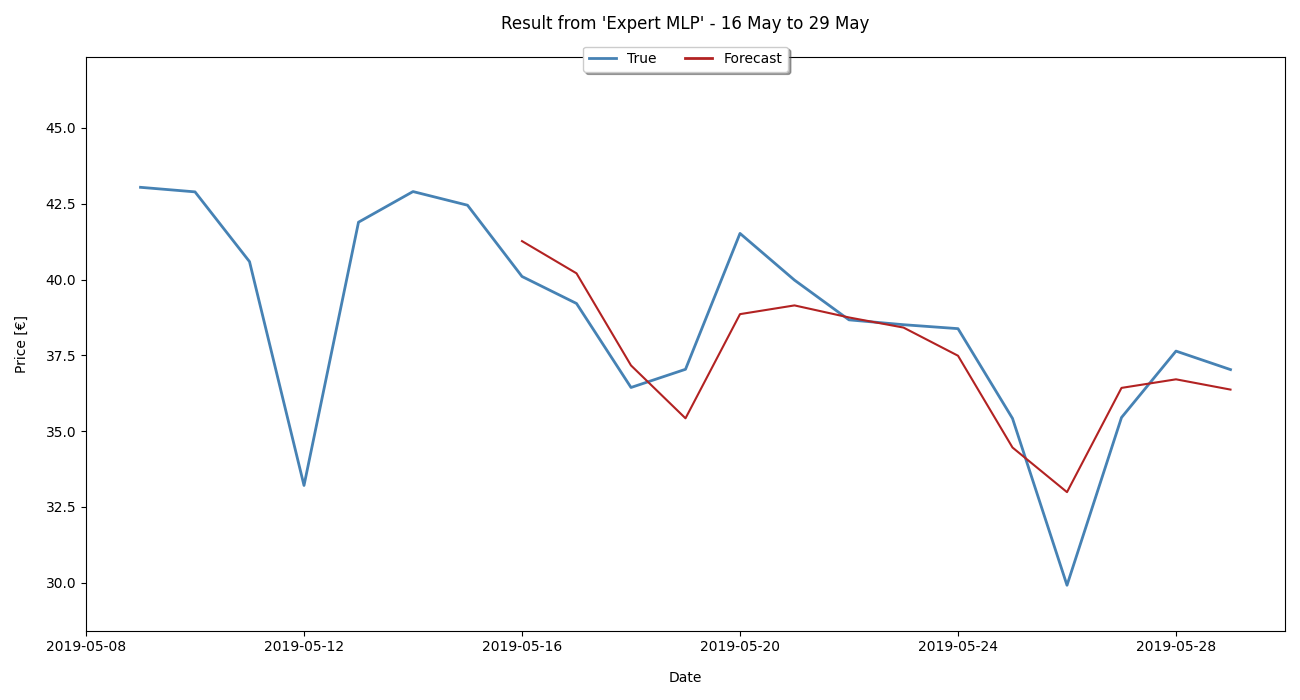 Result from 'Expert MLP' - 16 May to 29 May
True
Forecast
45.0
42.5
40.0
37.5
35.0
32.5
30.0
Price [€]
2019-05-08
2019-05-12
2019-05-16
2019-05-20
2019-05-24
2019-05-28
Date